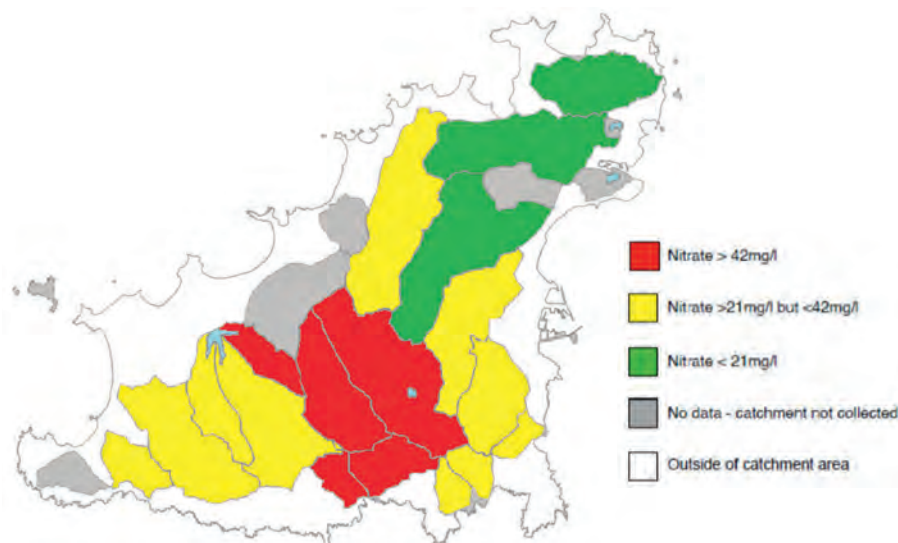 Nitrate > 42mg/l
Nitrate >21mg/l but <42mg/l
Nitrate < 21mg/l
No data - catchment not collected
Outside of catchment area